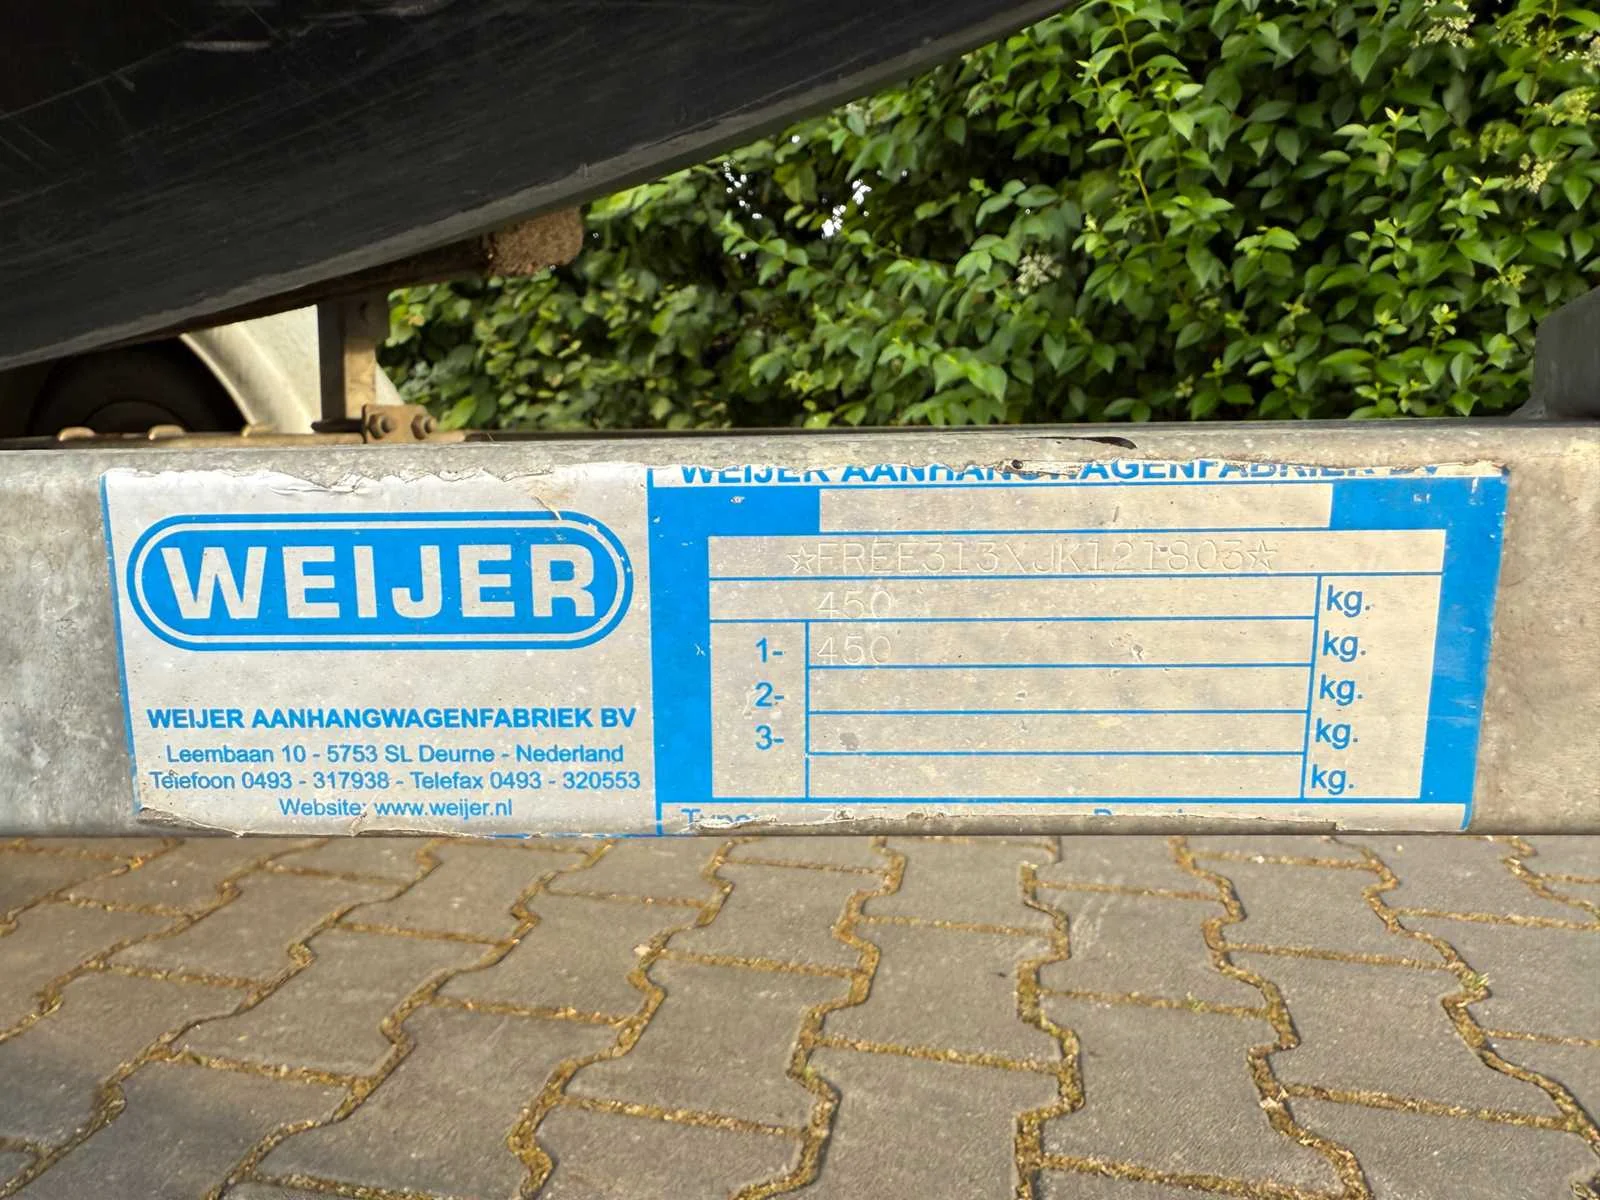 WEIJER
WEIJER AANHANGWAGENFABRIEK BV
Leembaan 10 - 5753 SL Deurne - Nederland
Telefoon 0493 - 317938 - Telefax 0493 - 320553
Website: www.weijer.nl
WEIJER AANHANGWAGENFABRIEK BV
☆FREE313XJK121803☆
450 kg.
1- 450 kg.
2- kg.
3- kg.
kg.
Type: